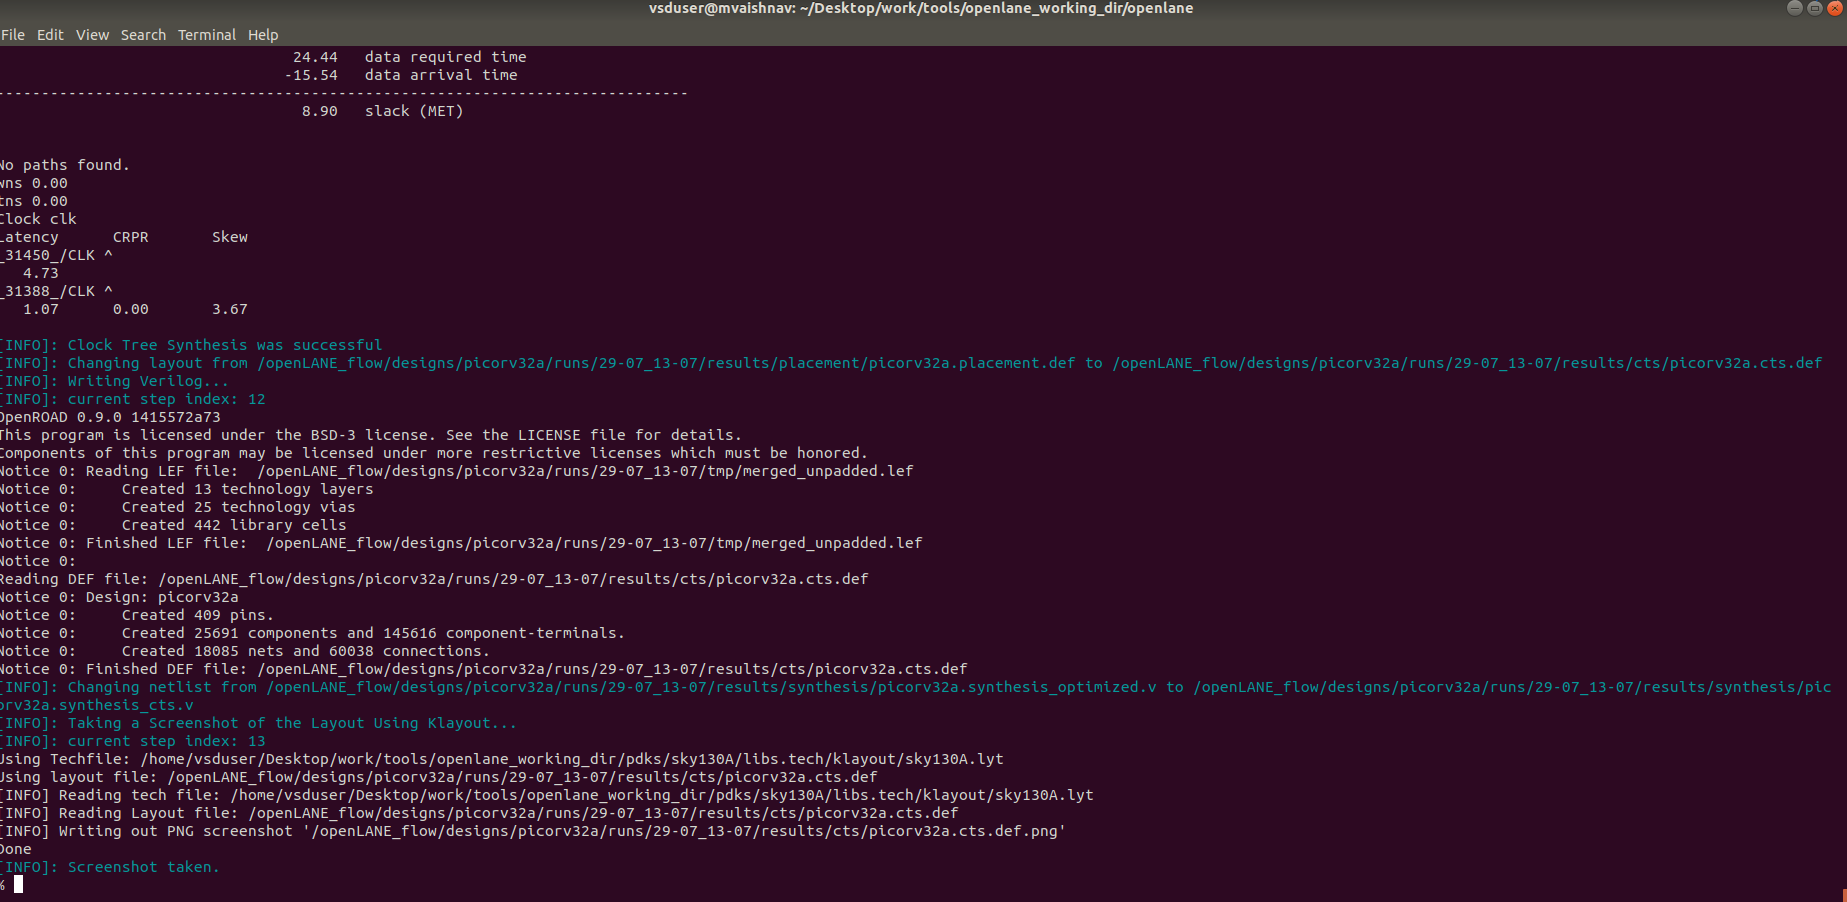 vsduser@mvaishnav: ~/Desktop/work/tools/openlane_working_dir/openlane
File Edit View Search Terminal Help
24.44 data required time
-15.54 data arrival time
-----------------------------------------------------------------------------
8.90 slack (MET)
No paths found.
wns 0.00
tns 0.00
Clock clk
Latency CRPR Skew
_31450_/CLK ^
4.73
_31388_/CLK ^
1.07 0.00 3.67
[INFO]: Clock Tree Synthesis was successful
[INFO]: Changing layout from /openLANE_flow/designs/picorv32a/runs/29-07_13-07/results/placement/picorv32a.placement.def to /openLANE_flow/designs/picorv32a/runs/29-07_13-07/results/cts/picorv32a.cts.def
[INFO]: Writing Verilog...
[INFO]: current step index: 12
OpenROAD 0.9.0 1415572a73
This program is licensed under the BSD-3 license. See the LICENSE file for details.
Components of this program may be licensed under more restrictive licenses which must be honored.
Notice 0: Reading LEF file: /openLANE_flow/designs/picorv32a/runs/29-07_13-07/tmp/merged_unpadded.lef
Notice 0: Created 13 technology layers
Notice 0: Created 25 technology vias
Notice 0: Created 442 library cells
Notice 0: Finished LEF file: /openLANE_flow/designs/picorv32a/runs/29-07_13-07/tmp/merged_unpadded.lef
Notice 0:
Reading DEF file: /openLANE_flow/designs/picorv32a/runs/29-07_13-07/results/cts/picorv32a.cts.def
Notice 0: Design: picorv32a
Notice 0: Created 409 pins.
Notice 0: Created 25691 components and 145616 component-terminals.
Notice 0: Created 18085 nets and 60038 connections.
Notice 0: Finished DEF file: /openLANE_flow/designs/picorv32a/runs/29-07_13-07/results/cts/picorv32a.cts.def
[INFO]: Changing netlist from /openLANE_flow/designs/picorv32a/runs/29-07_13-07/results/synthesis/picorv32a.synthesis_optimized.v to /openLANE_flow/designs/picorv32a/runs/29-07_13-07/results/synthesis/pic
orv32a.synthesis_cts.v
[INFO]: Taking a Screenshot of the Layout Using Klayout...
[INFO]: current step index: 13
Using Techfile: /home/vsduser/Desktop/work/tools/openlane_working_dir/pdks/sky130A/libs.tech/klayout/sky130A.lyt
Using layout file: /openLANE_flow/designs/picorv32a/runs/29-07_13-07/results/cts/picorv32a.cts.def
[INFO] Reading tech file: /home/vsduser/Desktop/work/tools/openlane_working_dir/pdks/sky130A/libs.tech/klayout/sky130A.lyt
[INFO] Reading Layout file: /openLANE_flow/designs/picorv32a/runs/29-07_13-07/results/cts/picorv32a.cts.def
[INFO] Writing out PNG screenshot '/openLANE_flow/designs/picorv32a/runs/29-07_13-07/results/cts/picorv32a.cts.def.png'
Done
[INFO]: Screenshot taken.
%